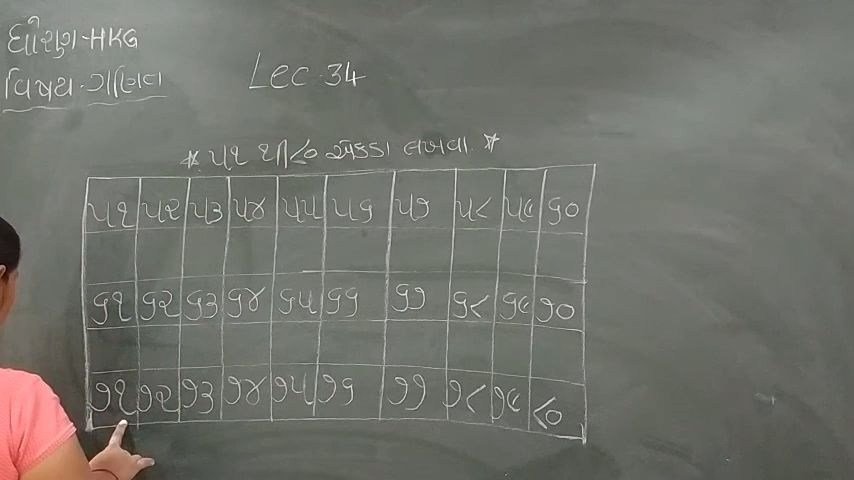 ધોરણ-HKG
વિષય-ગણિત
Lec-34
* ૫૧ થી ૮૦ એકડા લખવા *
૫૧ ૫૨ ૫૩ ૫૪ ૫૫ ૫૬ ૫૭ ૫૮ ૫૯ ૬૦
૬૧ ૬૨ ૬૩ ૬૪ ૬૫ ૬૬ ૬૭ ૬૮ ૬૯ ૭૦
૭૧ ૭૨ ૭૩ ૭૪ ૭૫ ૭૬ ૭૭ ૭૮ ૭૯ ૮૦